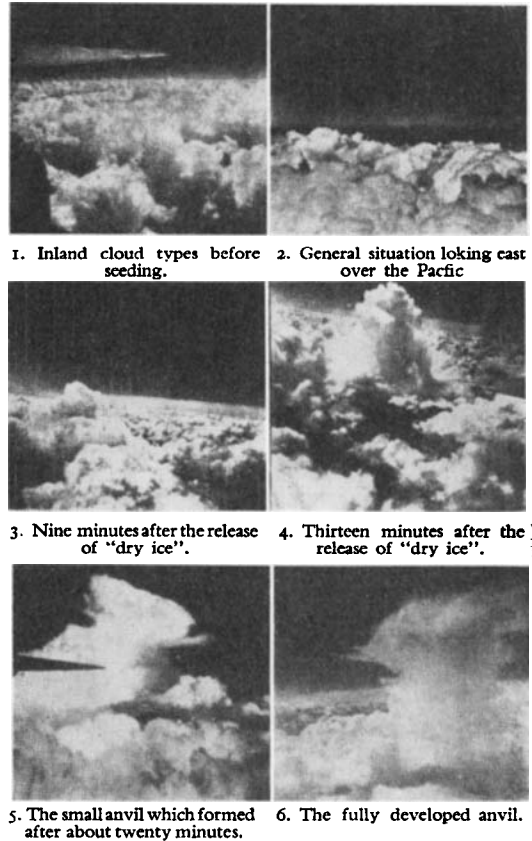 1. Inland cloud types before
seeding.
2. General situation loking east
over the Pacfic
3. Nine minutes after the release
of "dry ice".
4. Thirteen minutes after the
release of "dry ice".
5. The small anvil which formed
after about twenty minutes.
6. The fully developed anvil.